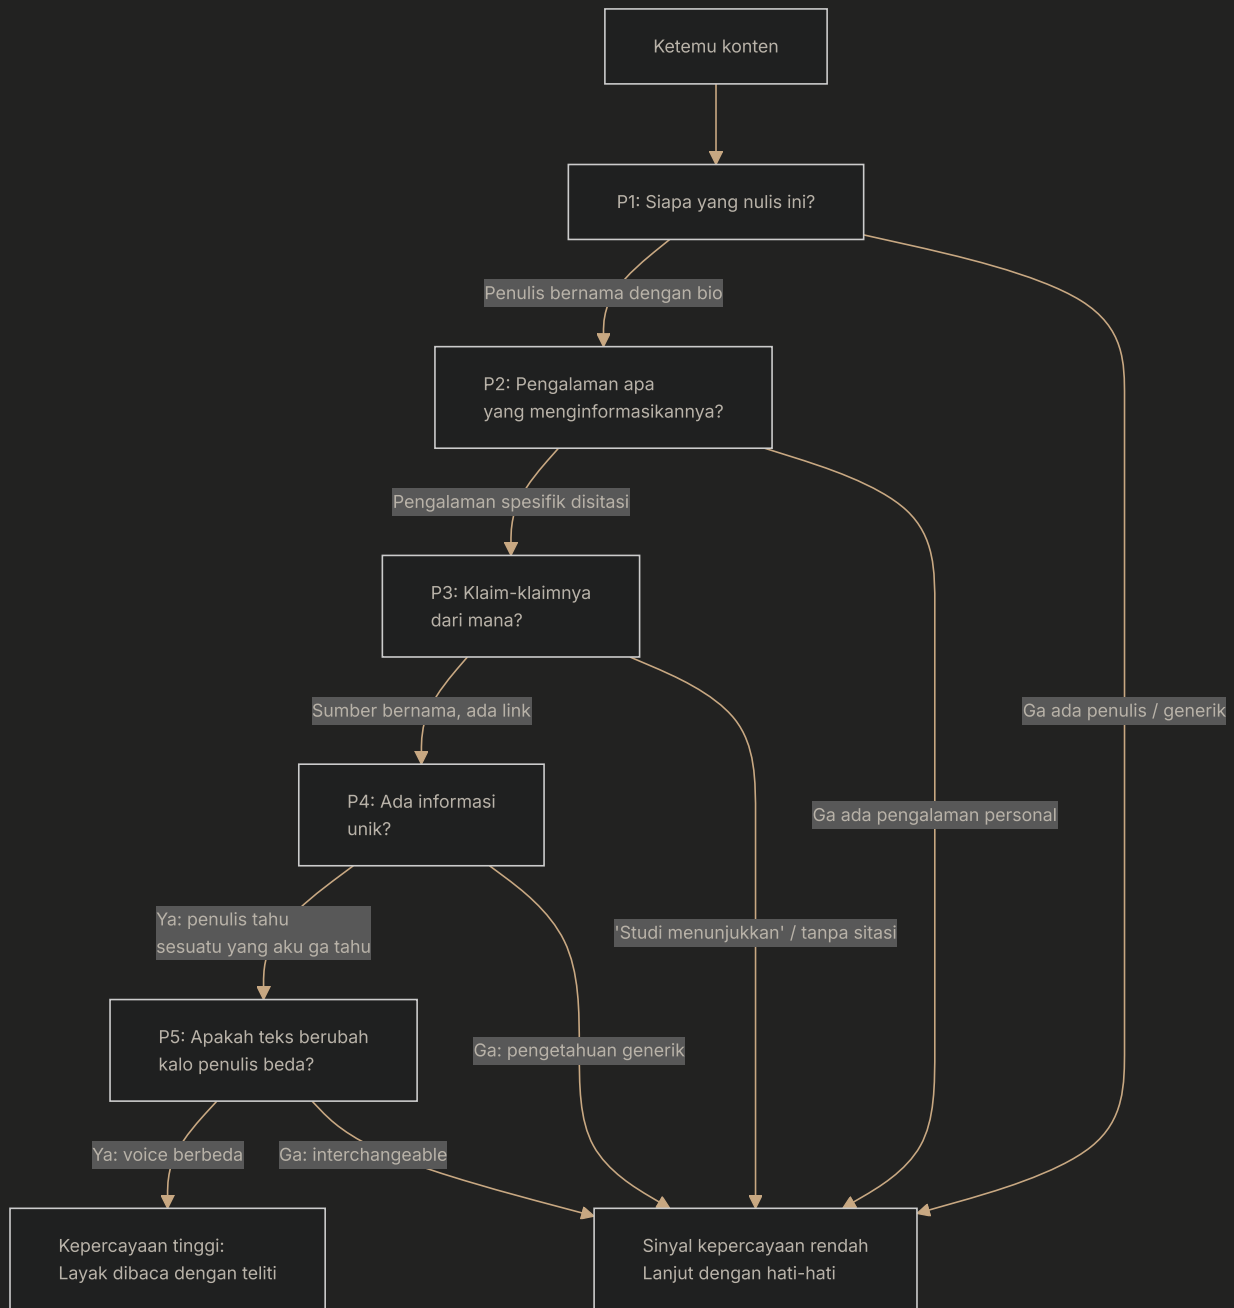 Ketemu konten
P1: Siapa yang nulis ini?
Penulis bernama dengan bio
P2: Pengalaman apa
yang menginformasikannya?
Pengalaman spesifik disitasi
P3: Klaim-klaimnya
dari mana?
Sumber bernama, ada link
Ga ada penulis / generik
P4: Ada informasi
unik?
Ga ada pengalaman personal
Ya: penulis tahu
sesuatu yang aku ga tahu
'Studi menunjukkan' / tanpa sitasi
P5: Apakah teks berubah
kalo penulis beda?
Ga: pengetahuan generik
Ya: voice berbeda
Ga: interchangeable
Kepercayaan tinggi:
Layak dibaca dengan teliti
Sinyal kepercayaan rendah
Lanjut dengan hati-hati